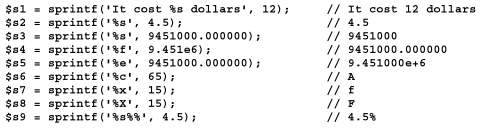 $s1 = sprintf('It cost %s dollars', 12);    // It cost 12 dollars
$s2 = sprintf('%s', 4.5);                   // 4.5
$s3 = sprintf('%s', 9451000.000000);        // 9451000
$s4 = sprintf('%f', 9.451e6);               // 9451000.000000
$s5 = sprintf('%e', 9451000.000000);        // 9.451000e+6
$s6 = sprintf('%c', 65);                    // A
$s7 = sprintf('%x', 15);                    // f
$s8 = sprintf('%X', 15);                    // F
$s9 = sprintf('%s%%', 4.5);                 // 4.5%